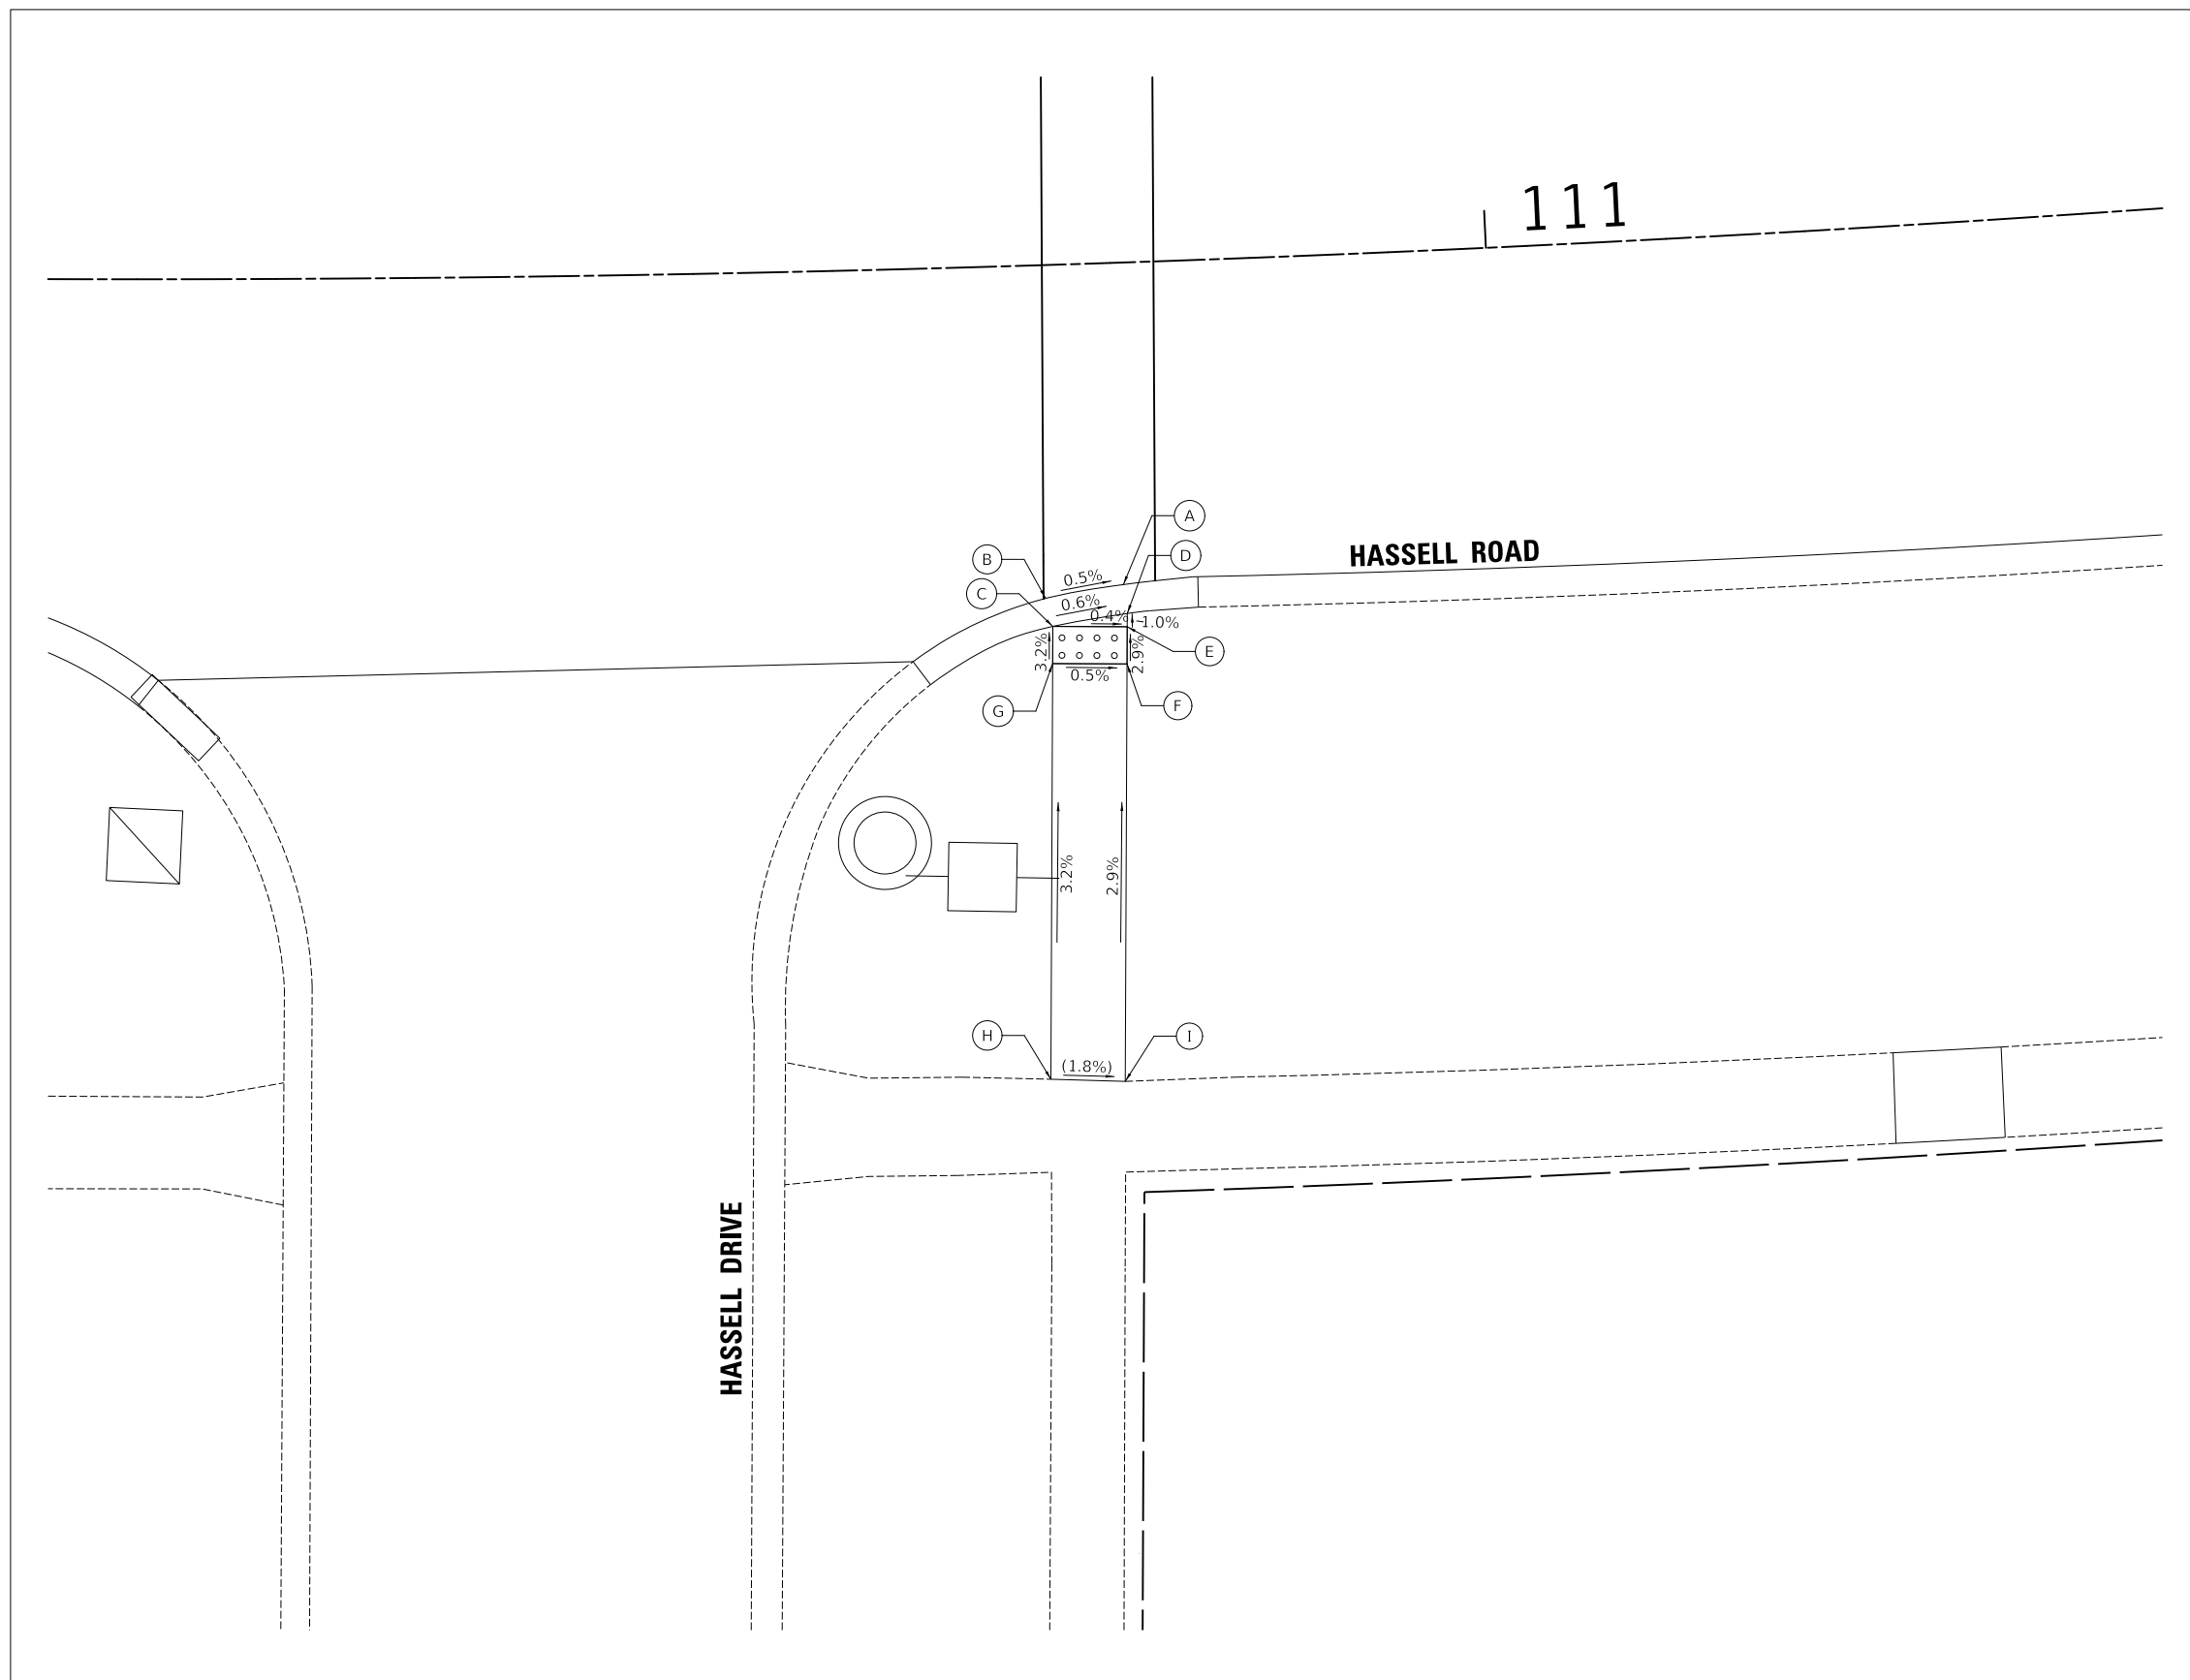 111
HASSELL ROAD
A
D
B
0.5%
C
0.6%
0.4%
-1.0%
3.2%
2.9%
E
0.5%
G
F
3.2%
2.9%
H
I
(1.8%)
HASSELL DRIVE